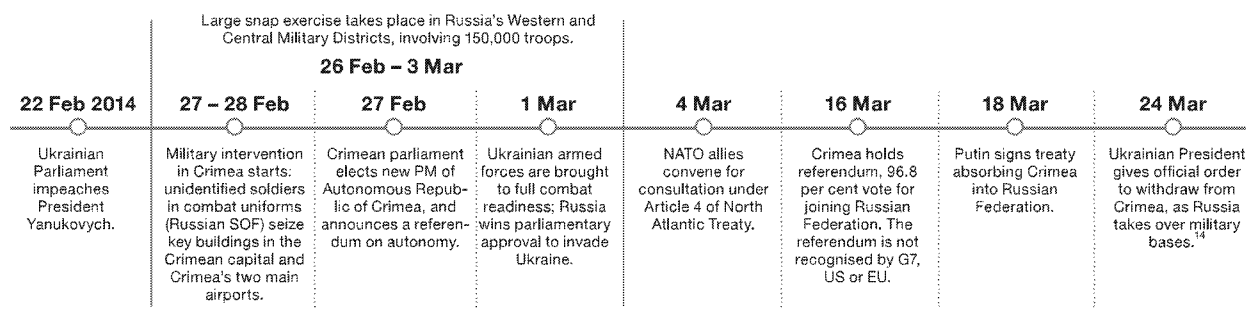 Large snap exercise takes place in Russia's Western and
Central Military Districts, involving 150,000 troops.
26 Feb – 3 Mar
22 Feb 2014
Ukrainian
Parliament
impeaches
President
Yanukovych.
27 – 28 Feb
Military intervention
in Crimea starts:
unidentified soldiers
in combat uniforms
(Russian SOF) seize
key buildings in the
Crimean capital and
Crimea's two main
airports.
27 Feb
Crimean parliament
elects new PM of
Autonomous Repub-
lic of Crimea, and
announces a referen-
dum on autonomy.
1 Mar
Ukrainian armed
forces are brought
to full combat
readiness; Russia
wins parliamentary
approval to invade
Ukraine.
4 Mar
NATO allies
convene for
consultation under
Article 4 of North
Atlantic Treaty.
16 Mar
Crimea holds
referendum, 96.8
per cent vote for
joining Russian
Federation. The
referendum is not
recognised by G7,
US or EU.
18 Mar
Putin signs treaty
absorbing Crimea
into Russian
Federation.
24 Mar
Ukrainian President
gives official order
to withdraw from
Crimea, as Russia
takes over military
bases.14